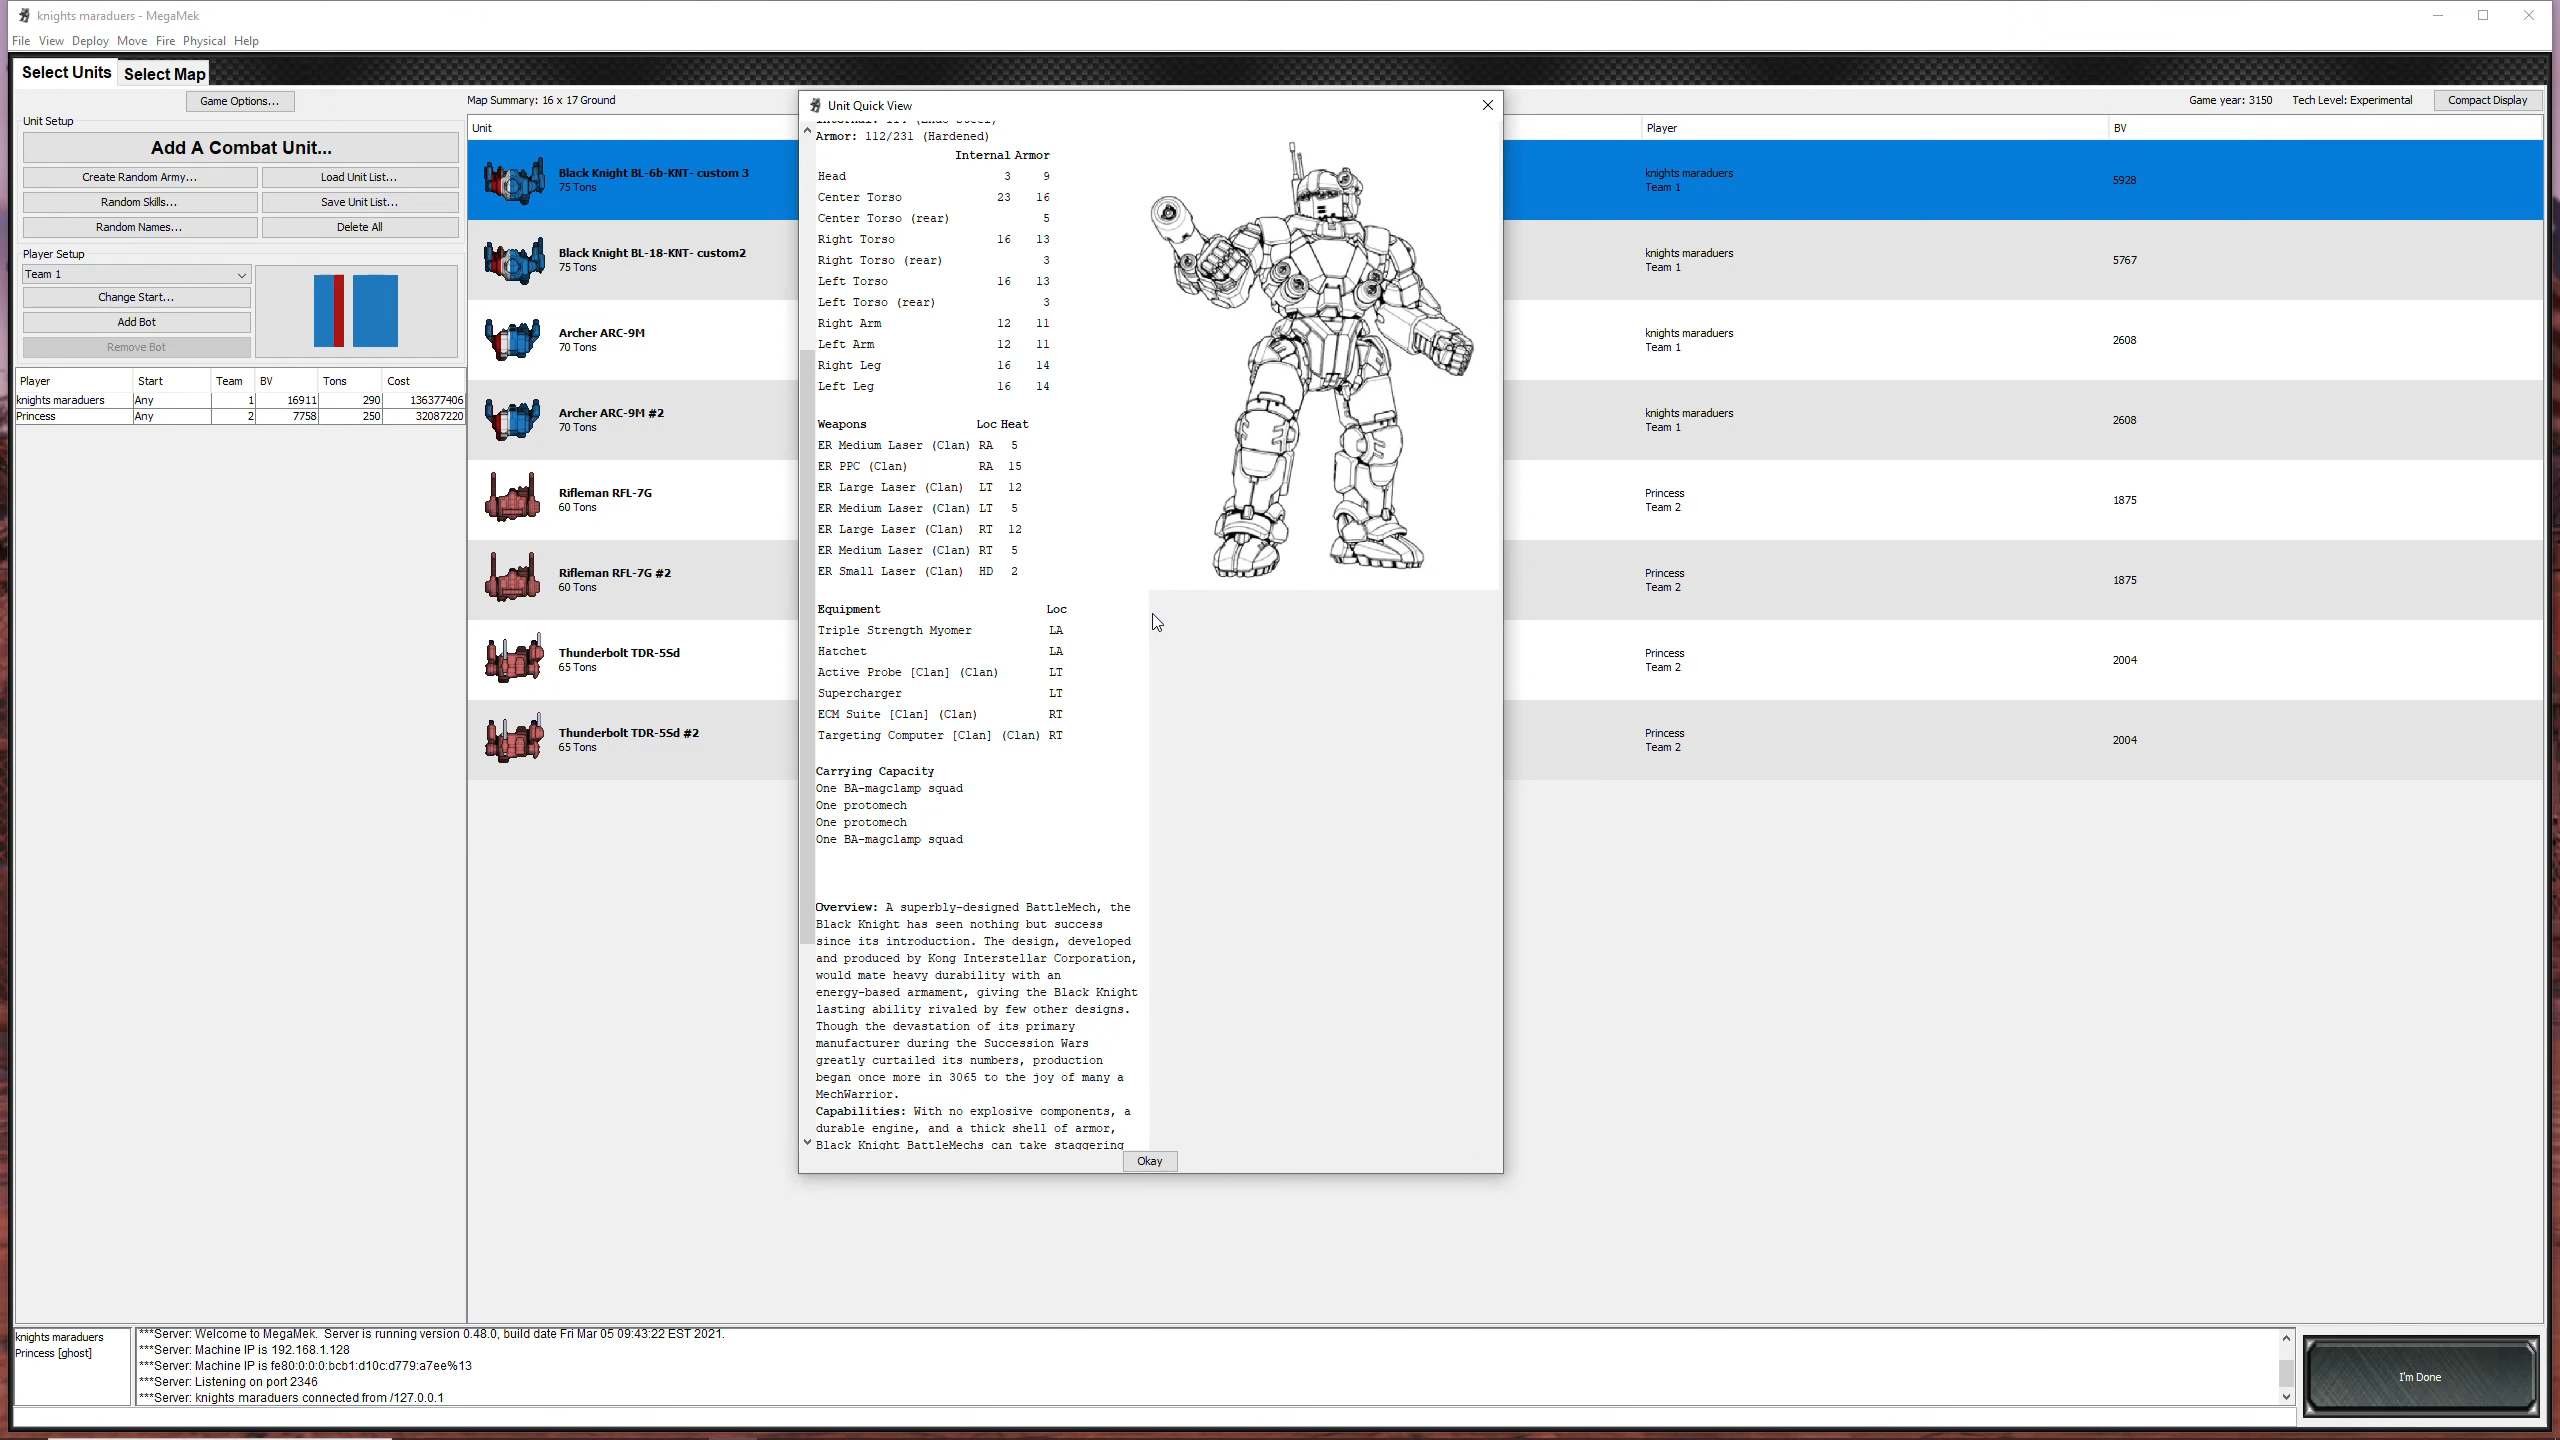 knights maraduers - MegaMek
File View Deploy Move Fire Physical Help
Select Units Select Map
Game Options...
Map Summary: 16 x 17 Ground
Game year: 3150 Tech Level: Experimental Compact Display
Unit Setup
Add A Combat Unit...
Create Random Army... Load Unit List...
Random Skills... Save Unit List...
Random Names... Delete All
Player Setup
Team 1
Change Start...
Add Bot
Remove Bot
Player Start Team BV Tons Cost
knights maraduers Any 1 16911 290 136377406
Princess Any 2 7758 250 32087220
Unit
Player BV
Black Knight BL-6b-KNT- custom 3
75 Tons
knights maraduers
Team 1
5928
Black Knight BL-18-KNT- custom2
75 Tons
knights maraduers
Team 1
5767
Archer ARC-9M
70 Tons
knights maraduers
Team 1
2608
Archer ARC-9M #2
70 Tons
knights maraduers
Team 1
2608
Rifleman RFL-7G
60 Tons
Princess
Team 2
1875
Rifleman RFL-7G #2
60 Tons
Princess
Team 2
1875
Thunderbolt TDR-5Sd
65 Tons
Princess
Team 2
2004
Thunderbolt TDR-5Sd #2
65 Tons
Princess
Team 2
2004
Unit Quick View
Armor: 112/231 (Hardened)
Internal Armor
Head 3 9
Center Torso 23 16
Center Torso (rear) 5
Right Torso 16 13
Right Torso (rear) 3
Left Torso 16 13
Left Torso (rear) 3
Right Arm 12 11
Left Arm 12 11
Right Leg 16 14
Left Leg 16 14
Weapons Loc Heat
ER Medium Laser (Clan) RA 5
ER PPC (Clan) RA 15
ER Large Laser (Clan) LT 12
ER Medium Laser (Clan) LT 5
ER Large Laser (Clan) RT 12
ER Medium Laser (Clan) RT 5
ER Small Laser (Clan) HD 2
Equipment Loc
Triple Strength Myomer LA
Hatchet LA
Active Probe [Clan] (Clan) LT
Supercharger LT
ECM Suite [Clan] (Clan) RT
Targeting Computer [Clan] (Clan) RT
Carrying Capacity
One BA-magclamp squad
One protomech
One protomech
One BA-magclamp squad
Overview: A superbly-designed BattleMech, the
Black Knight has seen nothing but success
since its introduction. The design, developed
and produced by Kong Interstellar Corporation,
would mate heavy durability with an
energy-based armament, giving the Black Knight
lasting ability rivaled by few other designs.
Though the devastation of its primary
manufacturer during the Succession Wars
greatly curtailed its numbers, production
began once more in 3065 to the joy of many a
MechWarrior.
Capabilities: With no explosive components, a
durable engine, and a thick shell of armor,
Black Knight BattleMechs can take staggering
Okay
knights maraduers
Princess [ghost]
***Server: Welcome to MegaMek. Server is running version 0.48.0, build date Fri Mar 05 09:43:22 EST 2021.
***Server: Machine IP is 192.168.1.128
***Server: Machine IP is fe80:0:0:0:bcb1:d10c:d779:a7ee%13
***Server: Listening on port 2346
***Server: knights maraduers connected from /127.0.0.1
I'm Done